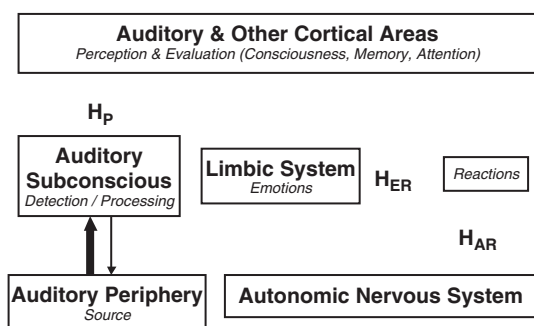 Auditory & Other Cortical Areas
Perception & Evaluation (Consciousness, Memory, Attention)
HP
Auditory
Subconscious
Detection / Processing
Limbic System
Emotions
HER
Reactions
HAR
Auditory Periphery
Source
Autonomic Nervous System